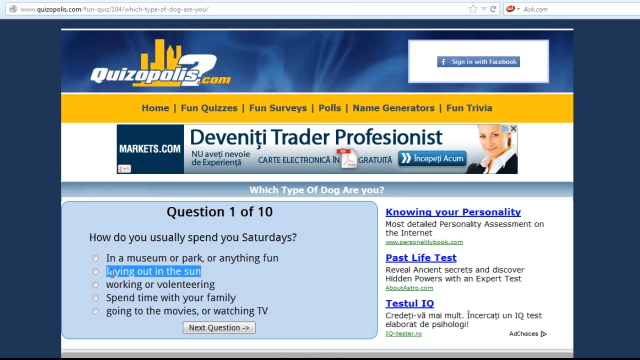 www.quizopolis.com/fun-quiz/104/which-type-of-dog-are-you/
Ask.com
Quizopolis?.com
Sign in with Facebook
Home | Fun Quizzes | Fun Surveys | Polls | Name Generators | Fun Trivia
MARKETS.COM
Deveniți Trader Profesionist
NU aveți nevoie de Experiență
CARTE ELECTRONICĂ ÎN PDF GRATUITĂ
Începeți Acum
Which Type Of Dog Are you?
Question 1 of 10
How do you usually spend you Saturdays?
In a museum or park, or anything fun
laying out in the sun
working or volenteering
Spend time with your family
going to the movies, or watching TV
Next Question ->
Knowing your Personality
Most detailed Personality Assessment on
the Internet
www.personalitybook.com
Past Life Test
Reveal Ancient secrets and discover
Hidden Powers with an Expert Test
AboutAstro.com
Testul IQ
Credeți-vă mai mult. Încercați un IQ test
elaborat de psihologi!
IQ-tester.ro
AdChoices